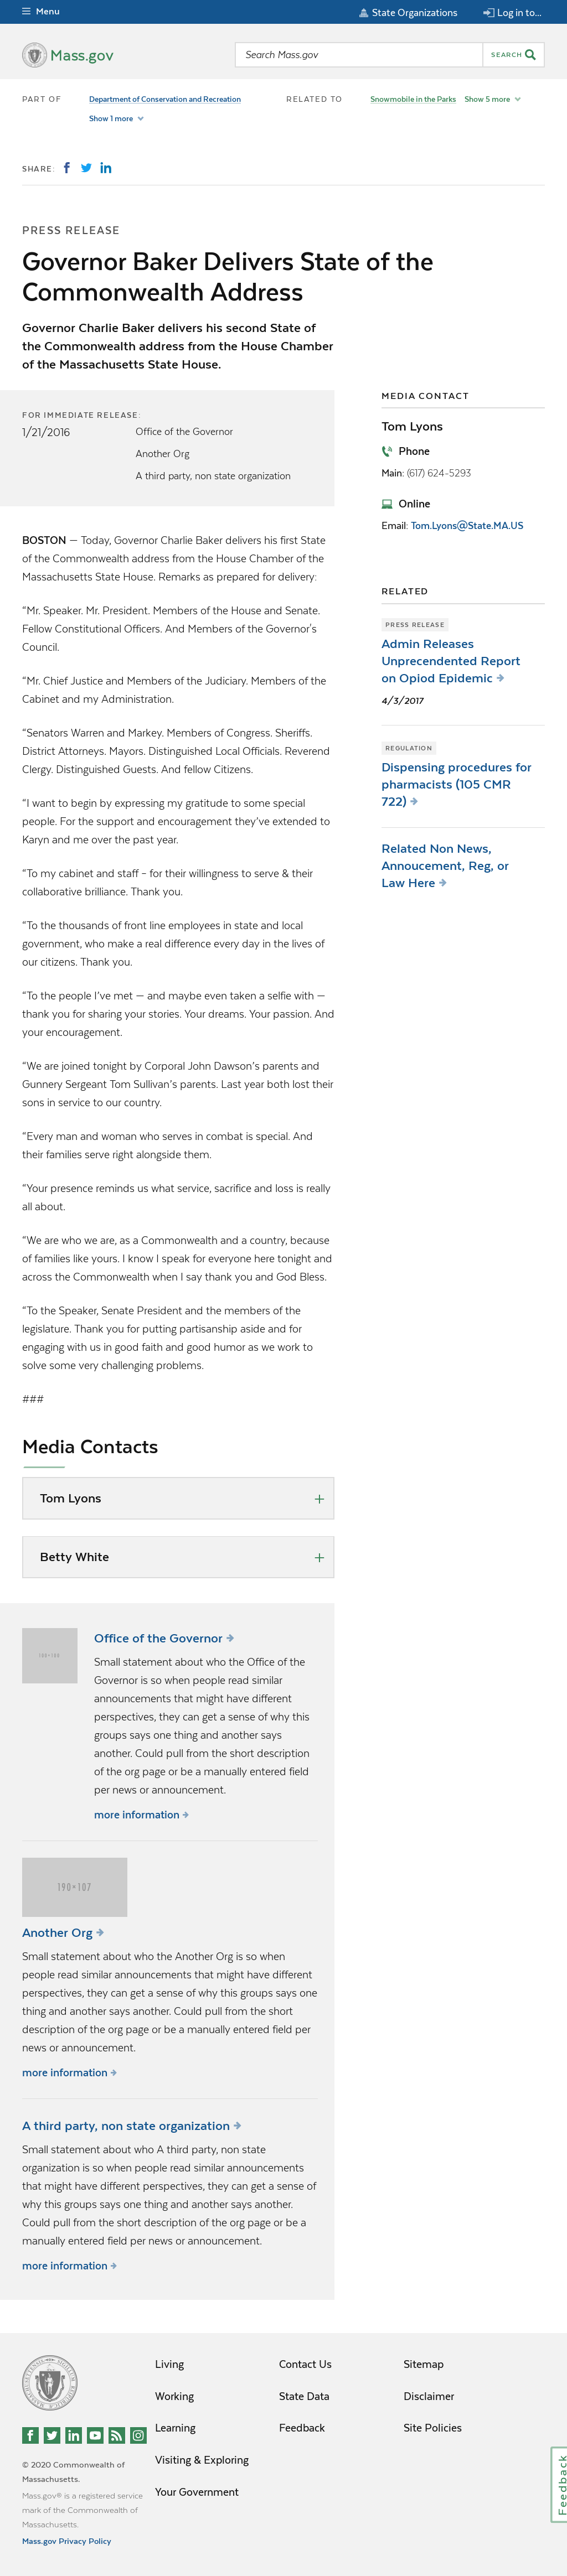 Menu
State Organizations
Log in to...
Mass.gov
Search Mass.gov
SEARCH
PART OF
Department of Conservation and Recreation
Show 1 more
RELATED TO
Snowmobile in the Parks
Show 5 more
SHARE:
PRESS RELEASE
Governor Baker Delivers State of the
Commonwealth Address
Governor Charlie Baker delivers his second State of
the Commonwealth address from the House Chamber
of the Massachusetts State House.
FOR IMMEDIATE RELEASE:
1/21/2016
Office of the Governor
Another Org
A third party, non state organization
MEDIA CONTACT
Tom Lyons
Phone
Main: (617) 624-5293
Online
Email: Tom.Lyons@State.MA.US
RELATED
PRESS RELEASE
Admin Releases
Unprecendented Report
on Opiod Epidemic
4/3/2017
REGULATION
Dispensing procedures for
pharmacists (105 CMR
722)
Related Non News,
Annoucement, Reg, or
Law Here
BOSTON — Today, Governor Charlie Baker delivers his first State
of the Commonwealth address from the House Chamber of the
Massachusetts State House. Remarks as prepared for delivery:
“Mr. Speaker. Mr. President. Members of the House and Senate.
Fellow Constitutional Officers. And Members of the Governor's
Council.
“Mr. Chief Justice and Members of the Judiciary. Members of the
Cabinet and my Administration.
“Senators Warren and Markey. Members of Congress. Sheriffs.
District Attorneys. Mayors. Distinguished Local Officials. Reverend
Clergy. Distinguished Guests. And fellow Citizens.
“I want to begin by expressing my gratitude to some special
people. For the support and encouragement they’ve extended to
Karyn and me over the past year.
“To my cabinet and staff – for their willingness to serve & their
collaborative brilliance. Thank you.
“To the thousands of front line employees in state and local
government, who make a real difference every day in the lives of
our citizens. Thank you.
“To the people I’ve met — and maybe even taken a selfie with —
thank you for sharing your stories. Your dreams. Your passion. And
your encouragement.
“We are joined tonight by Corporal John Dawson’s parents and
Gunnery Sergeant Tom Sullivan’s parents. Last year both lost their
sons in service to our country.
“Every man and woman who serves in combat is special. And
their families serve right alongside them.
“Your presence reminds us what service, sacrifice and loss is really
all about.
“We are who we are, as a Commonwealth and a country, because
of families like yours. I know I speak for everyone here tonight and
across the Commonwealth when I say thank you and God Bless.
“To the Speaker, Senate President and the members of the
legislature. Thank you for putting partisanship aside and for
engaging with us in good faith and good humor as we work to
solve some very challenging problems.
###
Media Contacts
Tom Lyons
Betty White
100×100
Office of the Governor
Small statement about who the Office of the
Governor is so when people read similar
announcements that might have different
perspectives, they can get a sense of why this
groups says one thing and another says
another. Could pull from the short description
of the org page or be a manually entered field
per news or announcement.
more information
190×107
Another Org
Small statement about who the Another Org is so when
people read similar announcements that might have different
perspectives, they can get a sense of why this groups says one
thing and another says another. Could pull from the short
description of the org page or be a manually entered field per
news or announcement.
more information
A third party, non state organization
Small statement about who A third party, non state
organization is so when people read similar announcements
that might have different perspectives, they can get a sense of
why this groups says one thing and another says another.
Could pull from the short description of the org page or be a
manually entered field per news or announcement.
more information
Living
Working
Learning
Visiting & Exploring
Your Government
Contact Us
State Data
Feedback
Sitemap
Disclaimer
Site Policies
© 2020 Commonwealth of
Massachusetts.
Mass.gov® is a registered service
mark of the Commonwealth of
Massachusetts.
Mass.gov Privacy Policy
Feedback